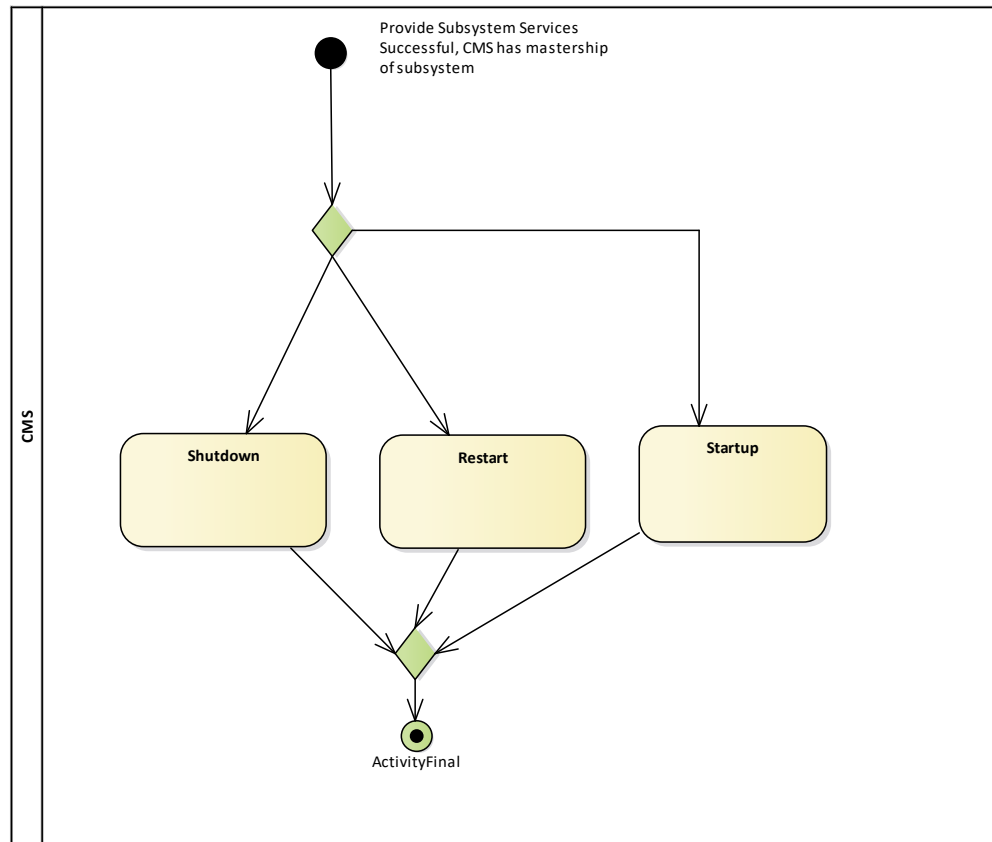 Provide Subsystem Services
Successful, CMS has mastership
of subsystem
CMS
Shutdown
Restart
Startup
ActivityFinal